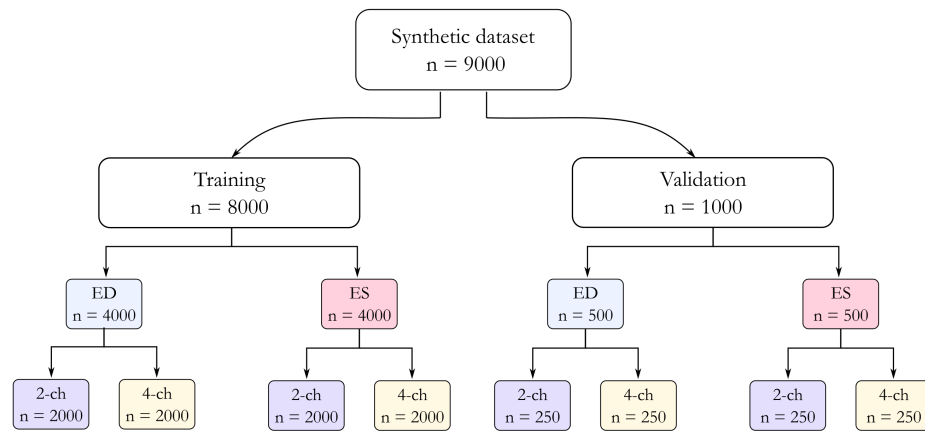 Synthetic dataset
n = 9000
Training
n = 8000
Validation
n = 1000
ED
n = 4000
ES
n = 4000
ED
n = 500
ES
n = 500
2-ch
n = 2000
4-ch
n = 2000
2-ch
n = 2000
4-ch
n = 2000
2-ch
n = 250
4-ch
n = 250
2-ch
n = 250
4-ch
n = 250